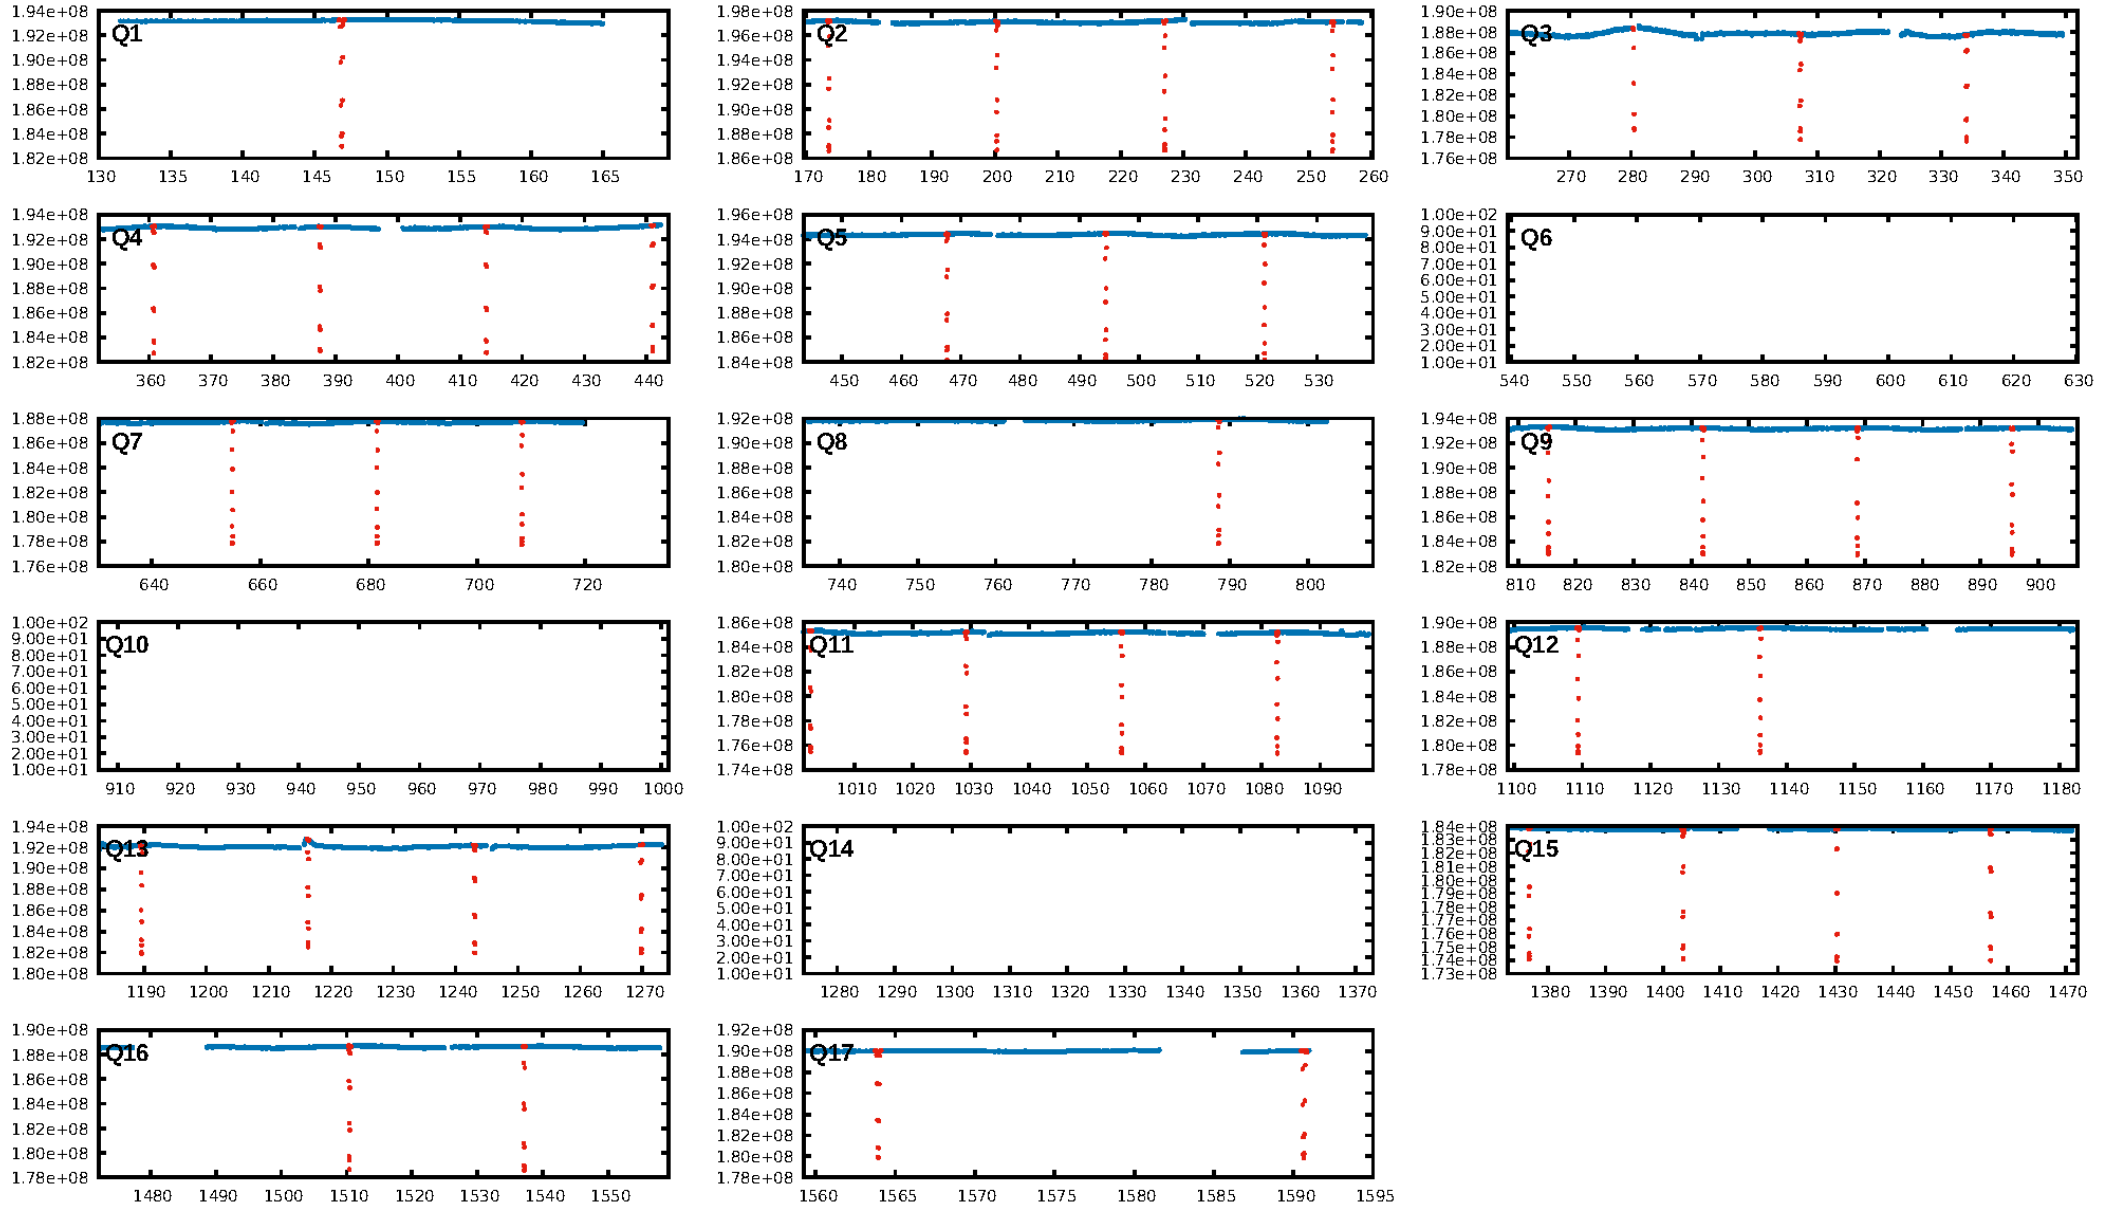 1.94e+08 1.92e+08 1.90e+08 1.88e+08 1.86e+08 1.84e+08 1.82e+08
Q1
130 135 140 145 150 155 160 165
1.98e+08 1.96e+08 1.94e+08 1.92e+08 1.90e+08 1.88e+08 1.86e+08
Q2
170 180 190 200 210 220 230 240 250 260
1.90e+08 1.88e+08 1.86e+08 1.84e+08 1.82e+08 1.80e+08 1.78e+08 1.76e+08
Q3
270 280 290 300 310 320 330 340 350
1.94e+08 1.92e+08 1.90e+08 1.88e+08 1.86e+08 1.84e+08 1.82e+08
Q4
360 370 380 390 400 410 420 430 440
1.96e+08 1.94e+08 1.92e+08 1.90e+08 1.88e+08 1.86e+08 1.84e+08
Q5
450 460 470 480 490 500 510 520 530
1.00e+02 9.00e+01 8.00e+01 7.00e+01 6.00e+01 5.00e+01 4.00e+01 3.00e+01 2.00e+01 1.00e+01
Q6
540 550 560 570 580 590 600 610 620 630
1.88e+08 1.86e+08 1.84e+08 1.82e+08 1.80e+08 1.78e+08 1.76e+08
Q7
640 660 680 700 720
1.92e+08 1.90e+08 1.88e+08 1.86e+08 1.84e+08 1.82e+08 1.80e+08
Q8
740 750 760 770 780 790 800
1.94e+08 1.92e+08 1.90e+08 1.88e+08 1.86e+08 1.84e+08 1.82e+08
Q9
810 820 830 840 850 860 870 880 890 900
1.00e+02 9.00e+01 8.00e+01 7.00e+01 6.00e+01 5.00e+01 4.00e+01 3.00e+01 2.00e+01 1.00e+01
Q10
910 920 930 940 950 960 970 980 990 1000
1.86e+08 1.84e+08 1.82e+08 1.80e+08 1.78e+08 1.76e+08 1.74e+08
Q11
1010 1020 1030 1040 1050 1060 1070 1080 1090
1.90e+08 1.88e+08 1.86e+08 1.84e+08 1.82e+08 1.80e+08 1.78e+08
Q12
1100 1110 1120 1130 1140 1150 1160 1170 1180
1.94e+08 1.92e+08 1.90e+08 1.88e+08 1.86e+08 1.84e+08 1.82e+08 1.80e+08
Q13
1190 1200 1210 1220 1230 1240 1250 1260 1270
1.00e+02 9.00e+01 8.00e+01 7.00e+01 6.00e+01 5.00e+01 4.00e+01 3.00e+01 2.00e+01 1.00e+01
Q14
1280 1290 1300 1310 1320 1330 1340 1350 1360 1370
1.84e+08 1.83e+08 1.82e+08 1.81e+08 1.80e+08 1.79e+08 1.78e+08 1.77e+08 1.76e+08 1.75e+08 1.74e+08 1.73e+08
Q15
1380 1390 1400 1410 1420 1430 1440 1450 1460 1470
1.90e+08 1.88e+08 1.86e+08 1.84e+08 1.82e+08 1.80e+08 1.78e+08
Q16
1480 1490 1500 1510 1520 1530 1540 1550
1.92e+08 1.90e+08 1.88e+08 1.86e+08 1.84e+08 1.82e+08 1.80e+08 1.78e+08
Q17
1560 1565 1570 1575 1580 1585 1590 1595